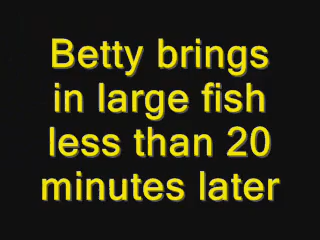 Betty brings
in large fish
less than 20
minutes later